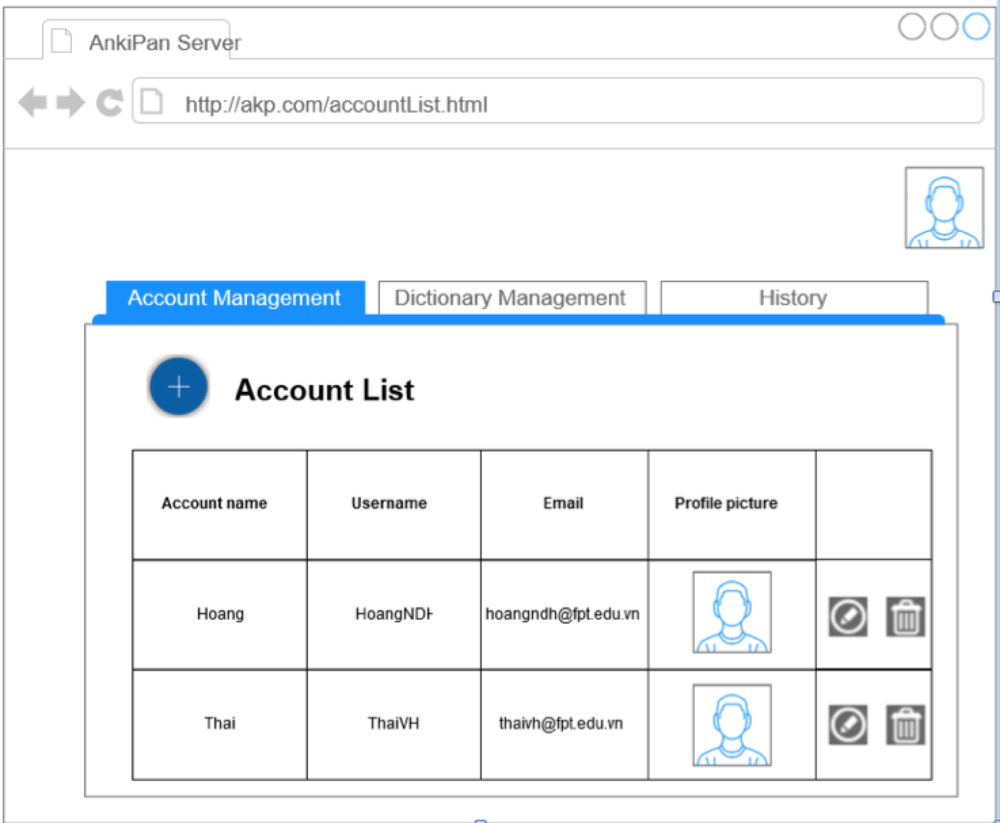 AnkiPan Server
http://akp.com/accountList.html
Account Management Dictionary Management History
Account List
Account name Username Email Profile picture
Hoang HoangNDH hoangndh@fpt.edu.vn
Thai ThaiVH thaivh@fpt.edu.vn